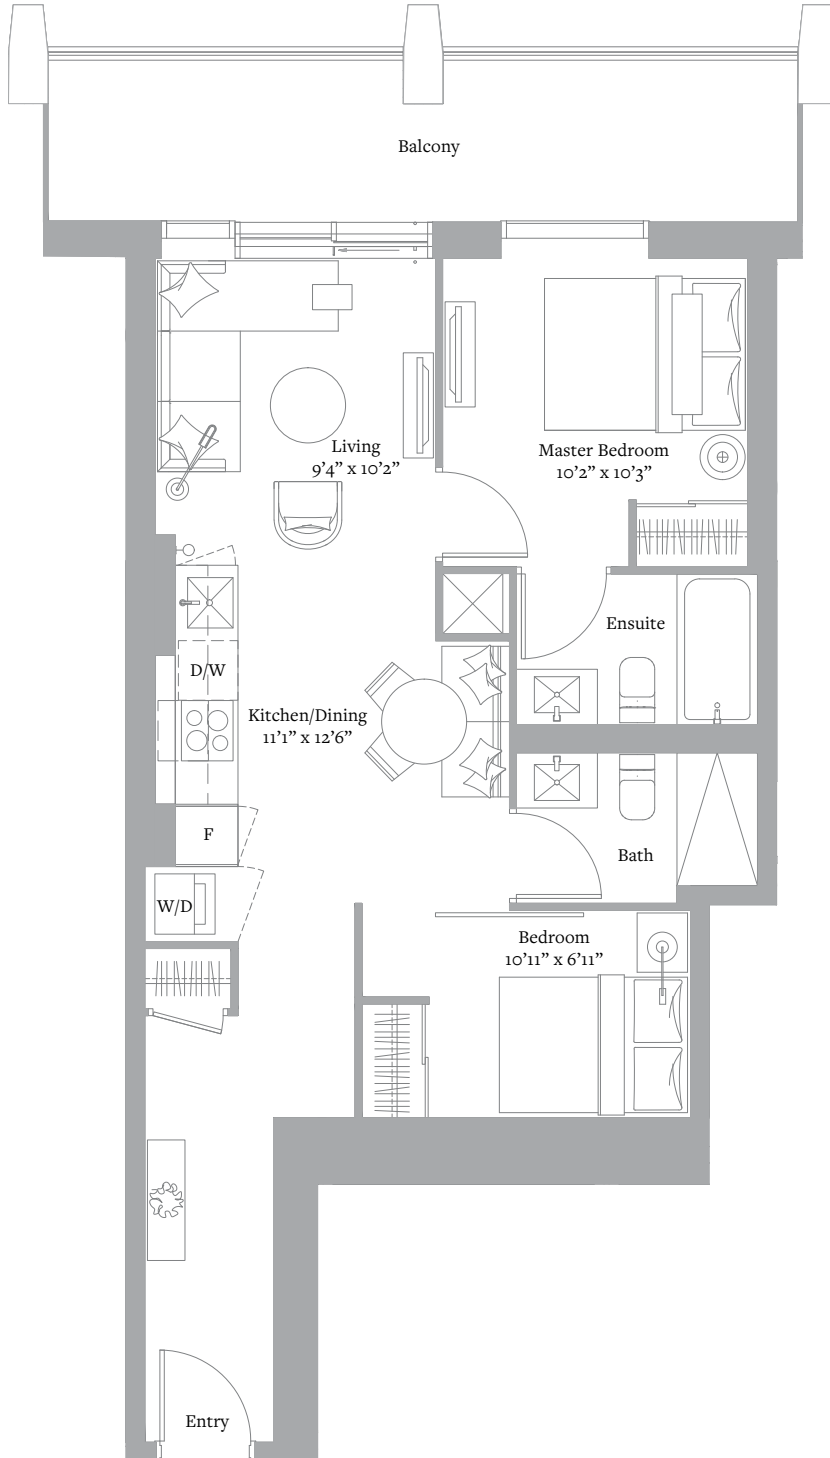 Balcony
Living
9’4” x 10’2”
Master Bedroom
10’2” x 10’3”
Ensuite
D/W
Kitchen/Dining
11’1” x 12’6”
F
Bath
W/D
Bedroom
10’11” x 6’11”
Entry